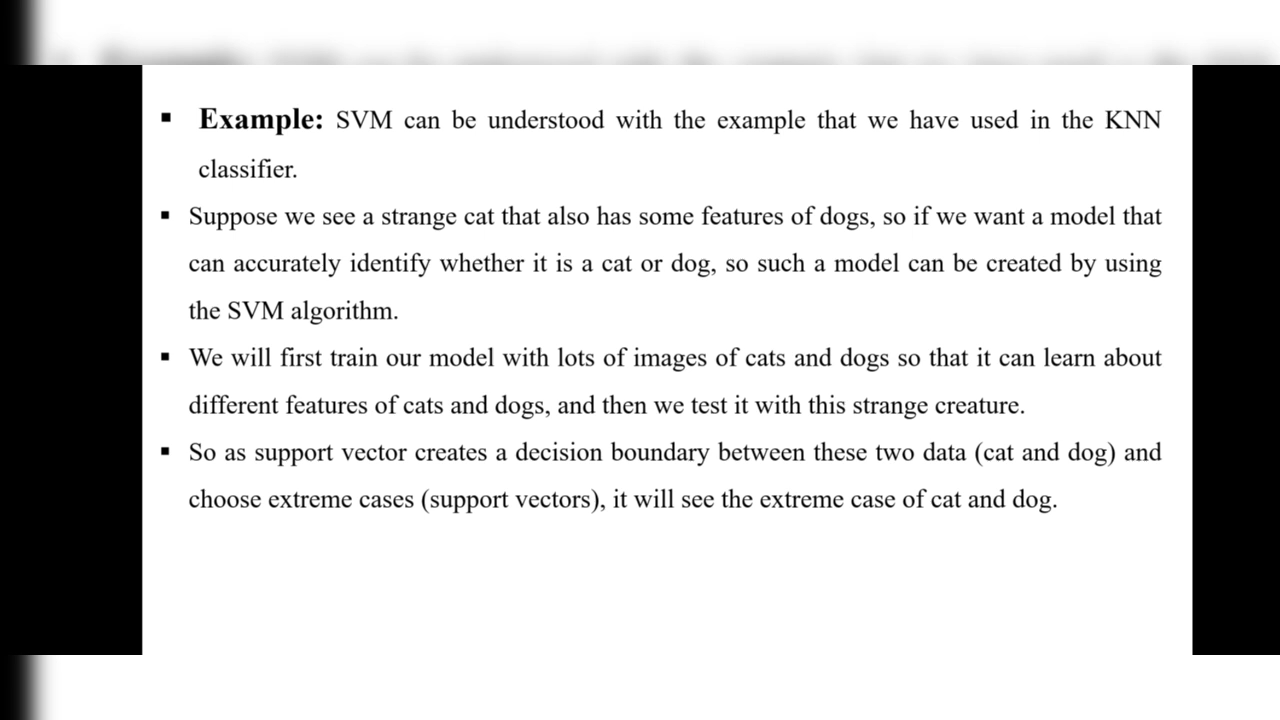 ▪ Example: SVM can be understood with the example that we have used in the KNN
classifier.
▪ Suppose we see a strange cat that also has some features of dogs, so if we want a model that
can accurately identify whether it is a cat or dog, so such a model can be created by using
the SVM algorithm.
▪ We will first train our model with lots of images of cats and dogs so that it can learn about
different features of cats and dogs, and then we test it with this strange creature.
▪ So as support vector creates a decision boundary between these two data (cat and dog) and
choose extreme cases (support vectors), it will see the extreme case of cat and dog.